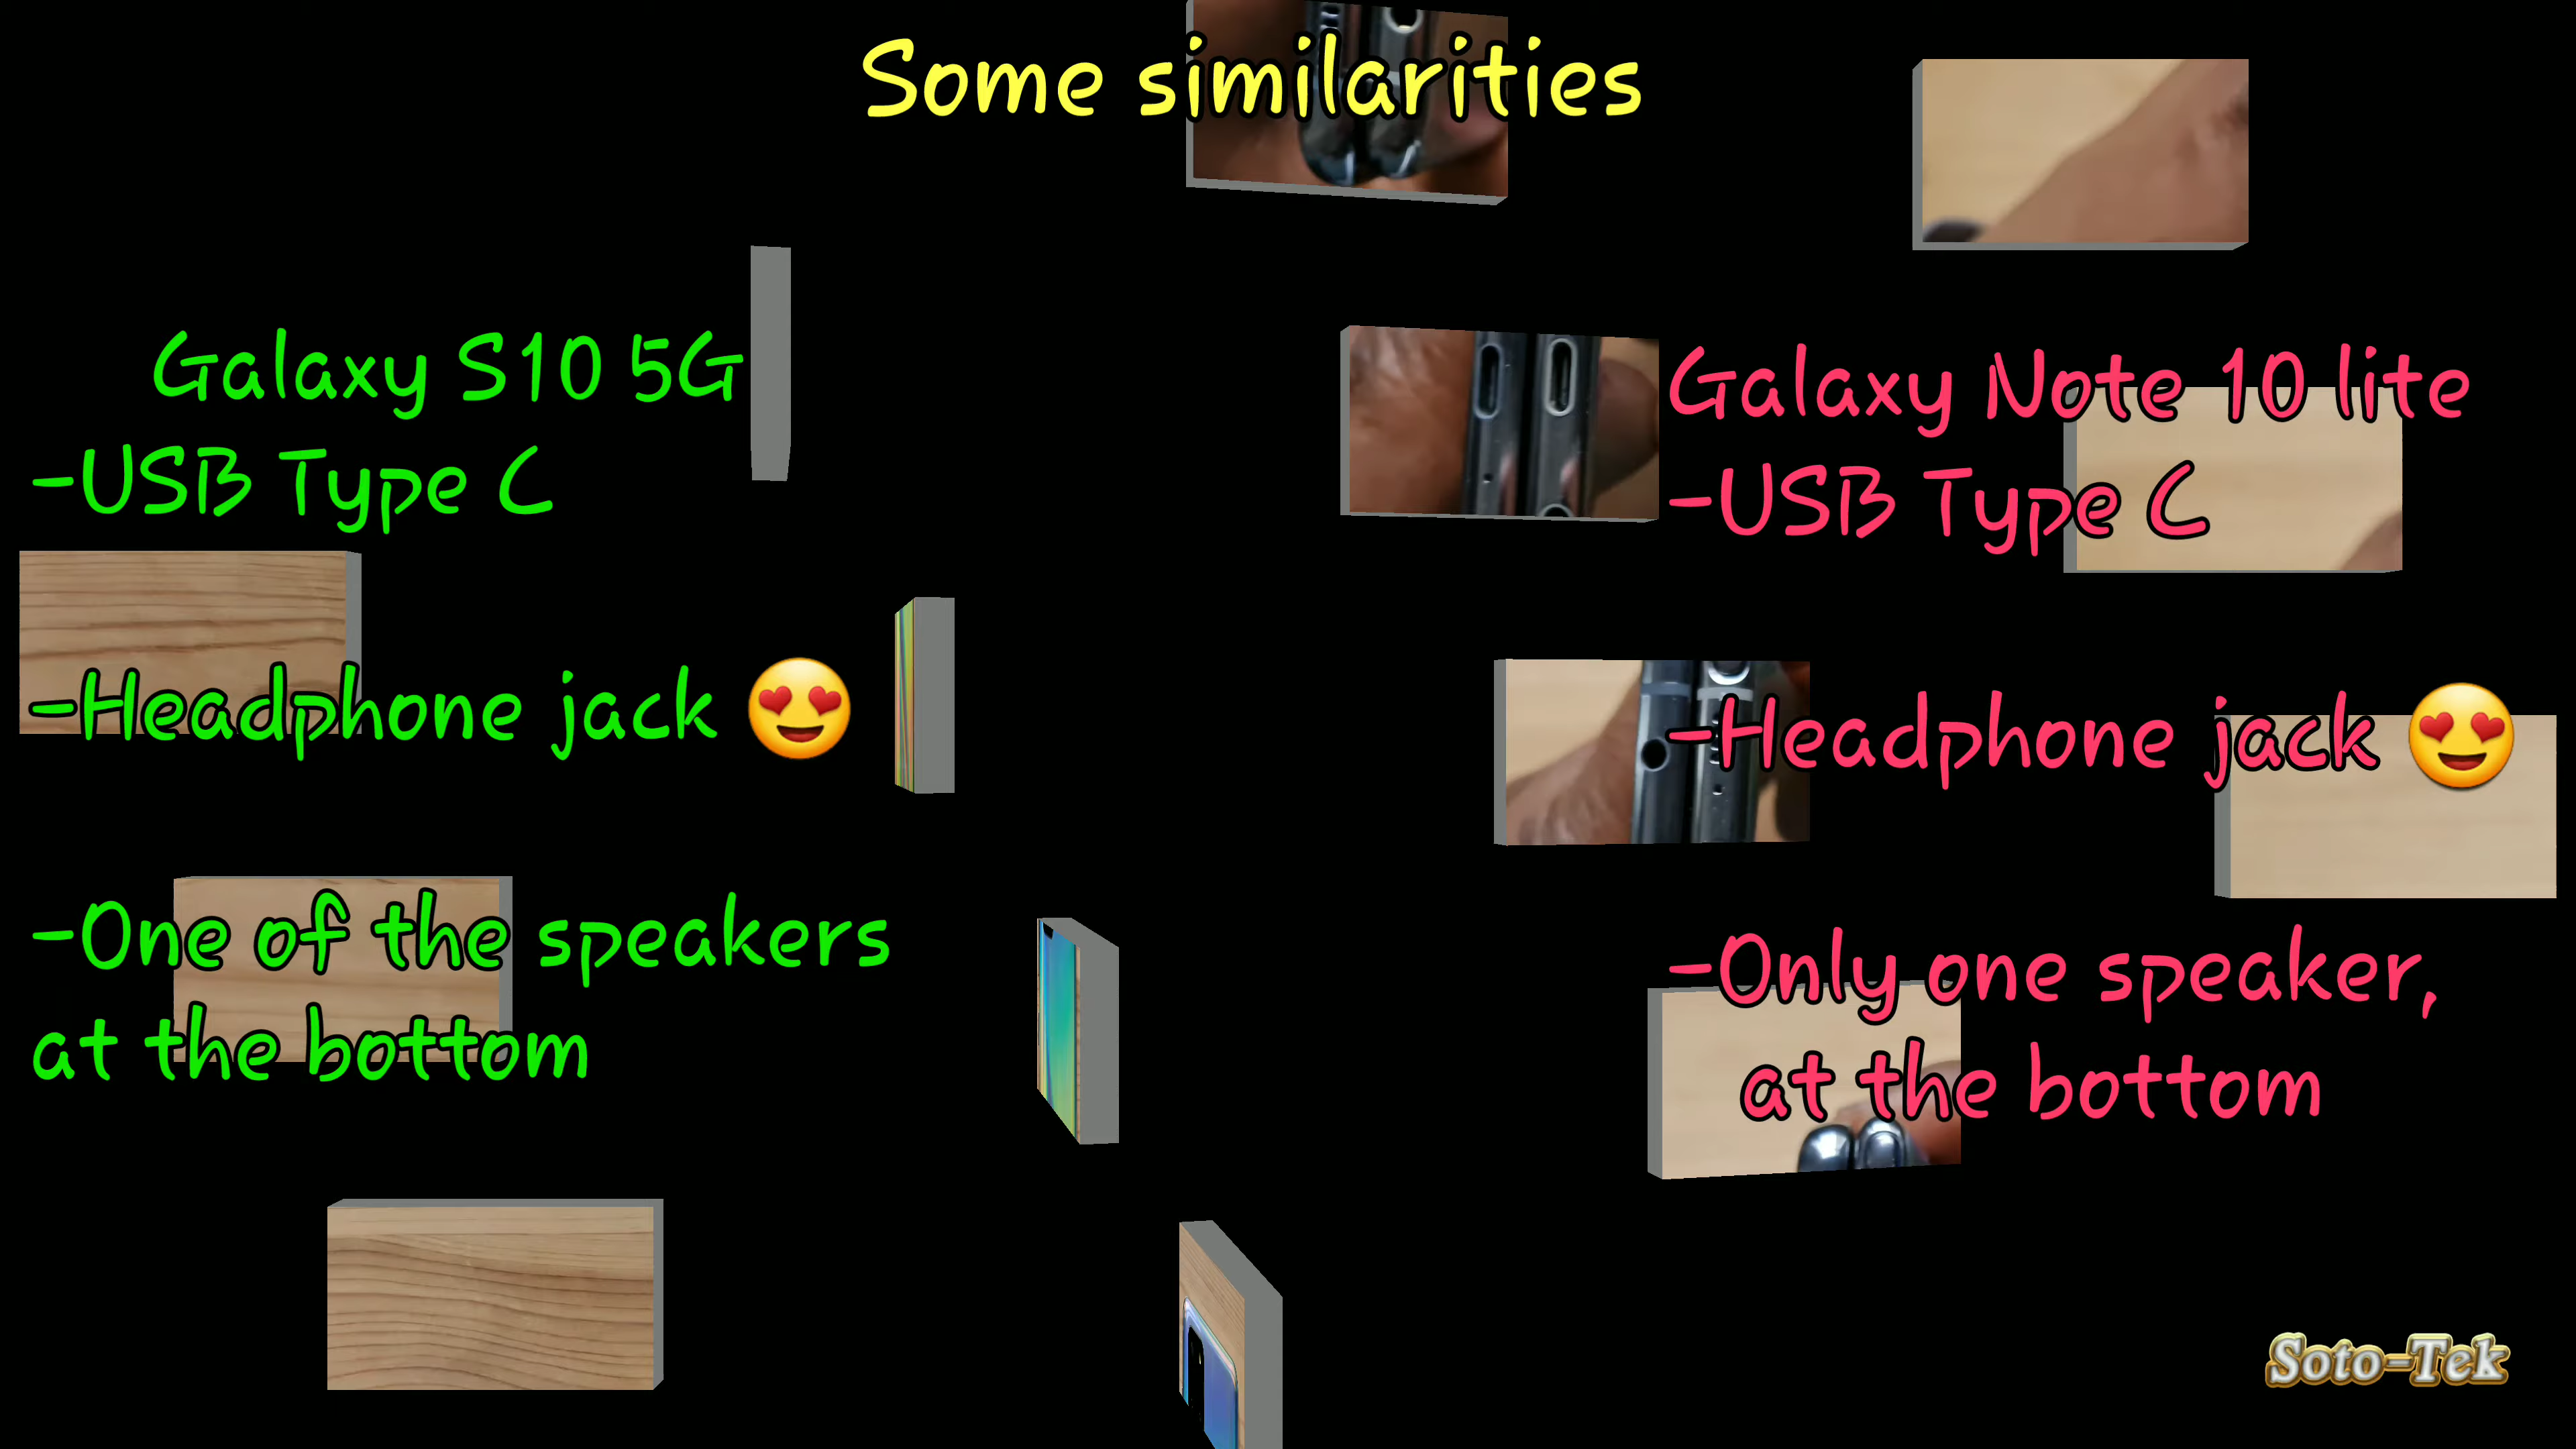 Some similarities
Galaxy S10 5G
-USB Type C
-Headphone jack 😍
-One of the speakers
at the bottom
Galaxy Note 10 lite
-USB Type C
-Headphone jack 😍
-Only one speaker,
at the bottom
Soto-Tek